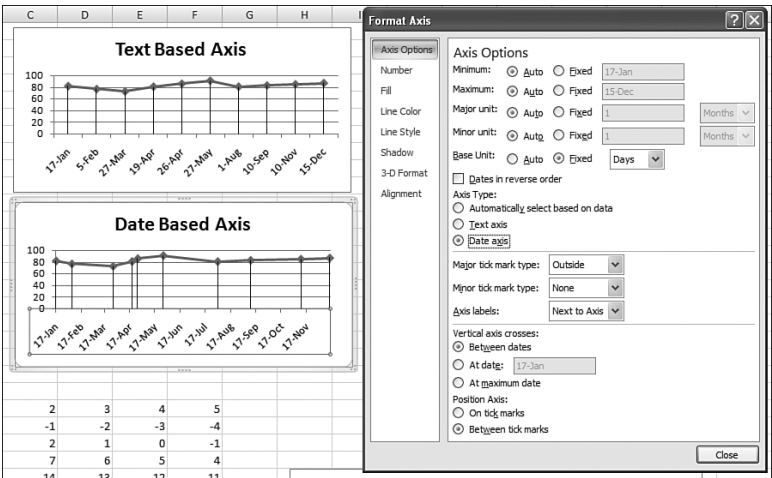 C D E F G H I
Text Based Axis
100
80
60
40
20
0
17-Jan 5-Feb 27-Mar 19-Apr 26-Apr 27-May 1-Aug 10-Sep 10-Nov 15-Dec
Date Based Axis
100
80
60
40
20
0
17-Jan 17-Feb 17-Mar 17-Apr 17-May 17-Jun 17-Jul 17-Aug 17-Sep 17-Oct 17-Nov
2 3 4 5
-1 -2 -3 -4
2 1 0 -1
7 6 5 4
14 13 12 11
Format Axis
Axis Options
Number
Fill
Line Color
Line Style
Shadow
3-D Format
Alignment
Axis Options
Minimum: Auto Fixed 17-Jan
Maximum: Auto Fixed 15-Dec
Major unit: Auto Fixed 1 Months
Minor unit: Auto Fixed 1 Months
Base Unit: Auto Fixed Days
Dates in reverse order
Axis Type:
Automatically select based on data
Text axis
Date axis
Major tick mark type: Outside
Minor tick mark type: None
Axis labels: Next to Axis
Vertical axis crosses:
Between dates
At date: 17-Jan
At maximum date
Position Axis:
On tick marks
Between tick marks
Close